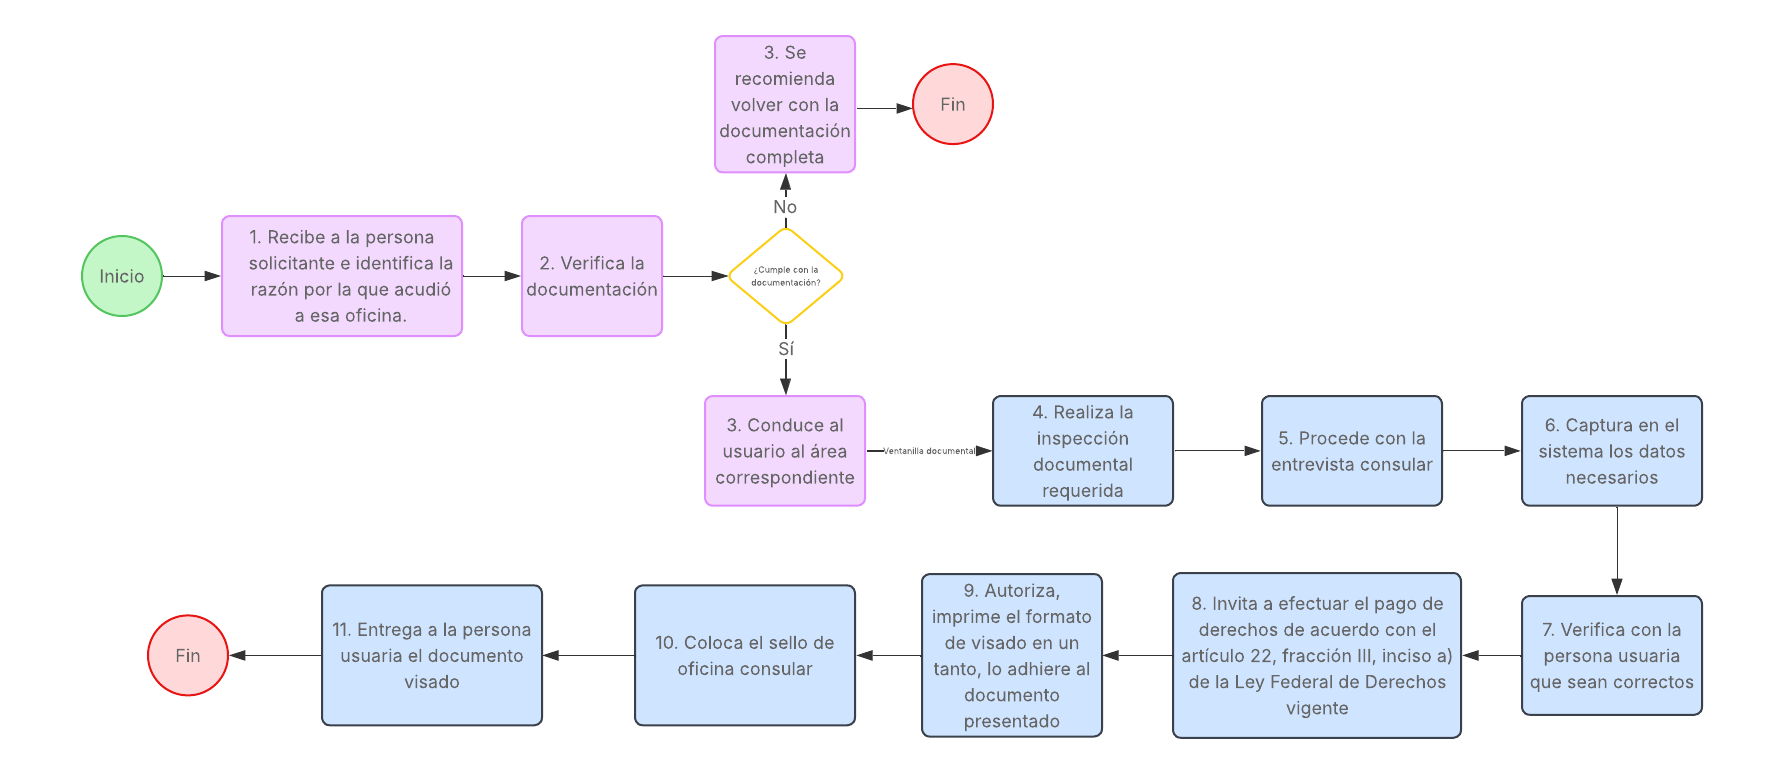 3. Se
recomienda
volver con la
documentación
completa
Fin
No
Inicio
1. Recibe a la persona
solicitante e identifica la
razón por la que acudió
a esa oficina.
2. Verifica la
documentación
¿Cumple con la
documentación?
Sí
3. Conduce al
usuario al área
correspondiente
Ventanilla documental
4. Realiza la
inspección
documental
requerida
5. Procede con la
entrevista consular
6. Captura en el
sistema los datos
necesarios
7. Verifica con la
persona usuaria
que sean correctos
8. Invita a efectuar el pago de
derechos de acuerdo con el
artículo 22, fracción III, inciso a)
de la Ley Federal de Derechos
vigente
9. Autoriza,
imprime el formato
de visado en un
tanto, lo adhiere al
documento
presentado
10. Coloca el sello de
oficina consular
11. Entrega a la persona
usuaria el documento
visado
Fin